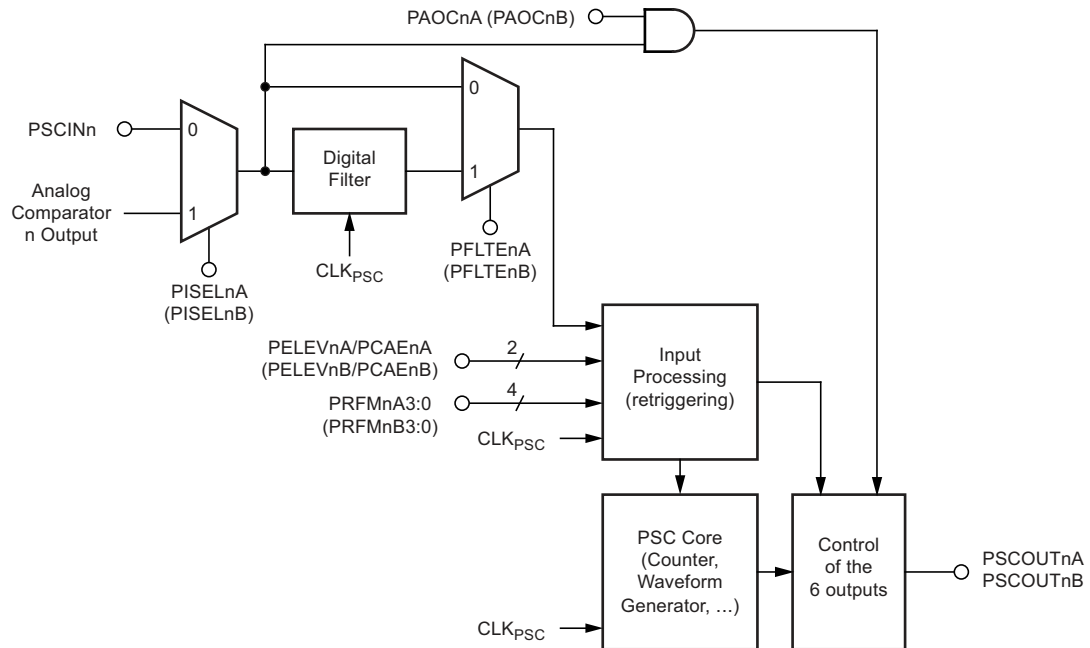 PAOCnA (PAOCnB)
0
PSCINn
0
Digital
Filter
1
Analog
Comparator
n Output
1
PISELnA
(PISELnB)
CLKPSC
PFLTEnA
(PFLTEnB)
PELEVnA/PCAEnA
(PELEVnB/PCAEnB)
2
PRFMnA3:0
(PRFMnB3:0)
4
CLKPSC
Input
Processing
(retriggering)
PSC Core
(Counter,
Waveform
Generator, ...)
CLKPSC
Control
of the
6 outputs
PSCOUTnA
PSCOUTnB